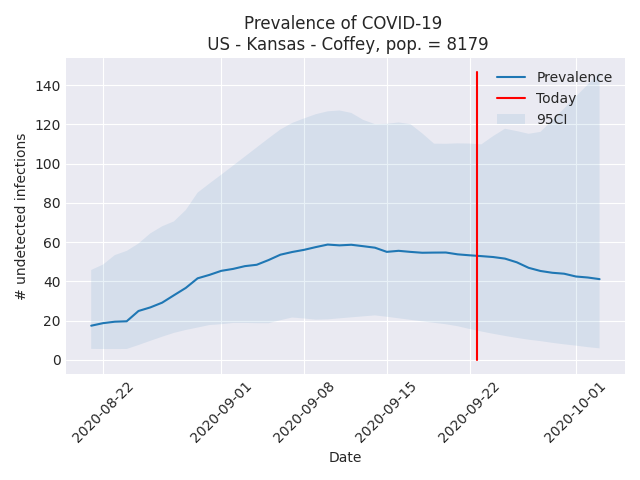 Prevalence of COVID-19
US - Kansas - Coffey, pop. = 8179
Prevalence
Today
95CI
# undetected infections
140
120
100
80
60
40
20
0
2020-08-22
2020-09-01
2020-09-08
2020-09-15
2020-09-22
2020-10-01
Date